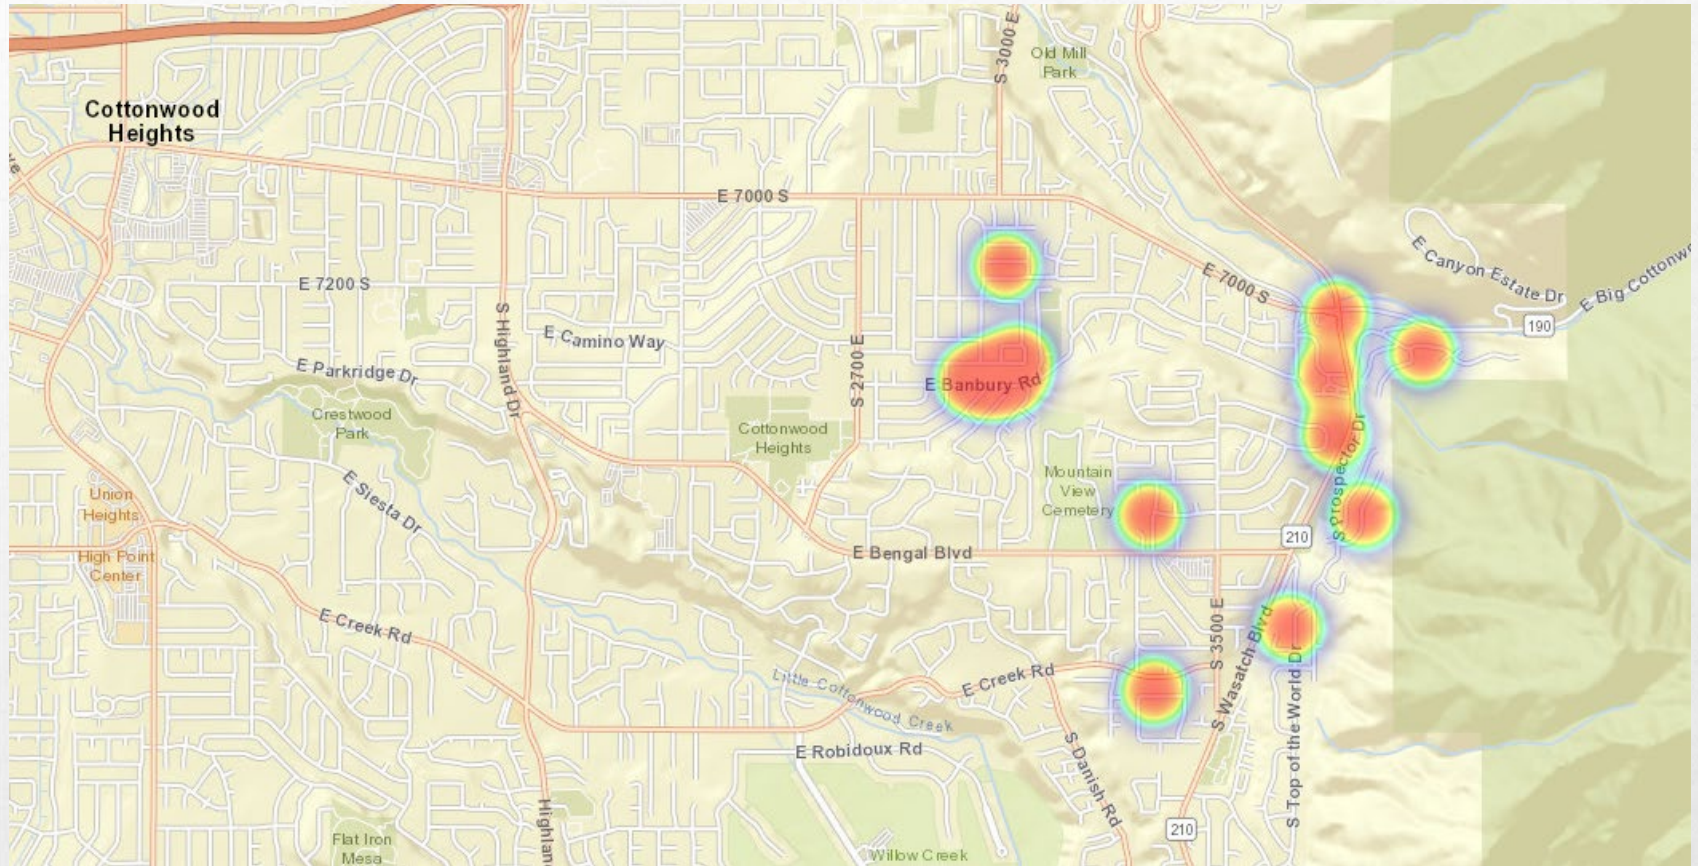 S 3000 E
Old Mill
Park
Cottonwood
Heights
E 7000 S
E Canyon Estate Dr
E 7000 S
E Big Cottonwo
E 7200 S
190
S Highland Dr
E Camino Way
S 2700 E
E Parkridge Dr
E Banbury Rd
Crestwood
Park
Cottonwood
Heights
S Prospector Dr
Mountain
View
Cemetery
E Siesta Dr
Union
Heights
210
High Point
Center
E Bengal Blvd
E Creek Rd
S 3500 E
S Wasatch Blvd
E Creek Rd
Little Cottonwood Creek
S Top of the World Dr
E Robidoux Rd
S Danish Rd
Highlan
210
Flat Iron
Mesa
Willow Creek